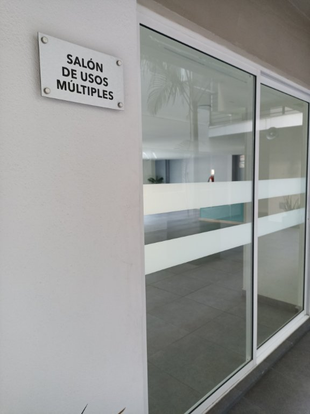 SALÓN
DE USOS
MÚLTIPLES